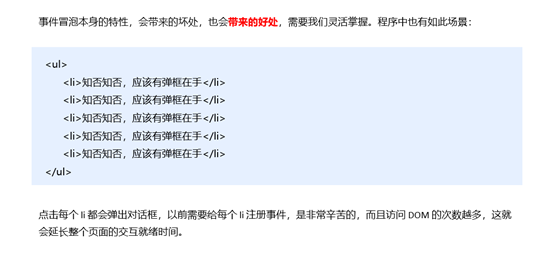 事件冒泡本身的特性，会带来的坏处，也会带来的好处，需要我们灵活掌握。程序中也有如此场景：
<ul>
<li>知否知否，应该有弹框在手</li>
<li>知否知否，应该有弹框在手</li>
<li>知否知否，应该有弹框在手</li>
<li>知否知否，应该有弹框在手</li>
<li>知否知否，应该有弹框在手</li>
</ul>
点击每个 li 都会弹出对话框，以前需要给每个 li 注册事件，是非常辛苦的，而且访问 DOM 的次数越多，这就
会延长整个页面的交互就绪时间。